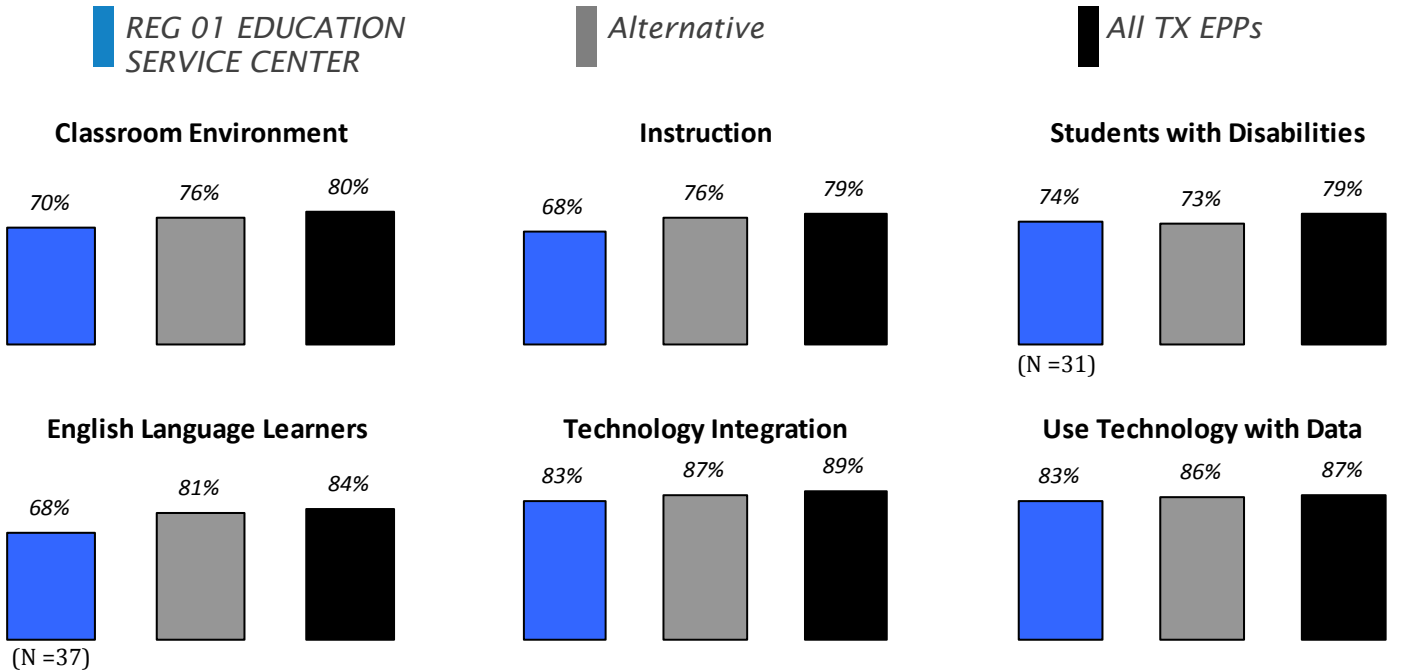 REG 01 EDUCATION
SERVICE CENTER
Alternative
All TX EPPs
Classroom Environment
70%
76%
80%
Instruction
68%
76%
79%
Students with Disabilities
74%
73%
79%
(N =31)
English Language Learners
68%
81%
84%
(N =37)
Technology Integration
83%
87%
89%
Use Technology with Data
83%
86%
87%